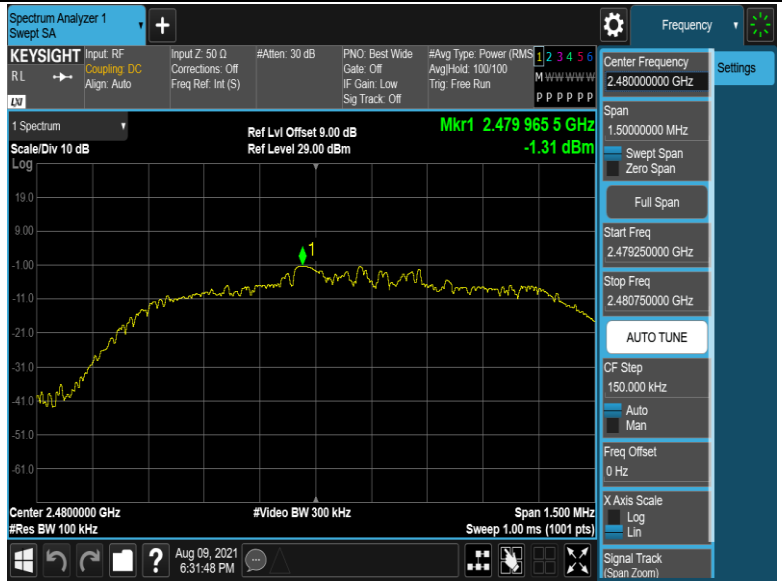 Spectrum Analyzer 1
Swept SA
Frequency
KEYSIGHT
RL
LXI
Input: RF
Coupling: DC
Align: Auto
Input Z: 50 Ω
Corrections: Off
Freq Ref: Int (S)
#Atten: 30 dB
PNO: Best Wide
Gate: Off
IF Gain: Low
Sig Track: Off
#Avg Type: Power (RMS
Avg|Hold: 100/100
Trig: Free Run
1 2 3 4 5 6
M W W W W W
P P P P P P
1 Spectrum
Scale/Div 10 dB
Log
Ref Lvl Offset 9.00 dB
Ref Level 29.00 dBm
Mkr1 2.479 965 5 GHz
-1.31 dBm
19.0
9.00
-1.00
-11.0
-21.0
-31.0
-41.0
-51.0
-61.0
1
Center 2.4800000 GHz
#Res BW 100 kHz
#Video BW 300 kHz
Span 1.500 MHz
Sweep 1.00 ms (1001 pts)
Center Frequency
2.480000000 GHz
Settings
Span
1.50000000 MHz
Swept Span
Zero Span
Full Span
Start Freq
2.479250000 GHz
Stop Freq
2.480750000 GHz
AUTO TUNE
CF Step
150.000 kHz
Auto
Man
Freq Offset
0 Hz
X Axis Scale
Log
Lin
Signal Track
(Span Zoom)
?
Aug 09, 2021
6:31:48 PM